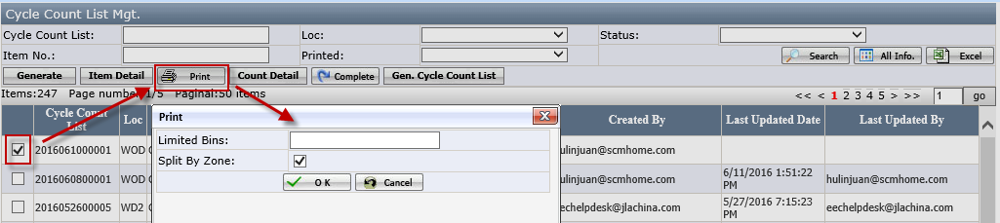 Cycle Count List Mgt.
Cycle Count List: Loc: Status:
Item No.: Printed: Search All Info. Excel
Generate Item Detail Print Count Detail Complete Gen. Cycle Count List
Items:247 Page number 1/5 Paginal:50 items << < 1 2 3 4 5 > >> 1 go
Cycle Count List Loc Created By Last Updated Date Last Updated By
2016061000001 WOD hulinjuan@scmhome.com
2016060800001 WOD hulinjuan@scmhome.com 6/11/2016 1:51:22 PM hulinjuan@scmhome.com
2016052600005 WD2 eechelpdesk@jlachina.com 5/27/2016 7:15:23 PM eechelpdesk@jlachina.com
Print
Limited Bins:
Split By Zone:
O K Cancel